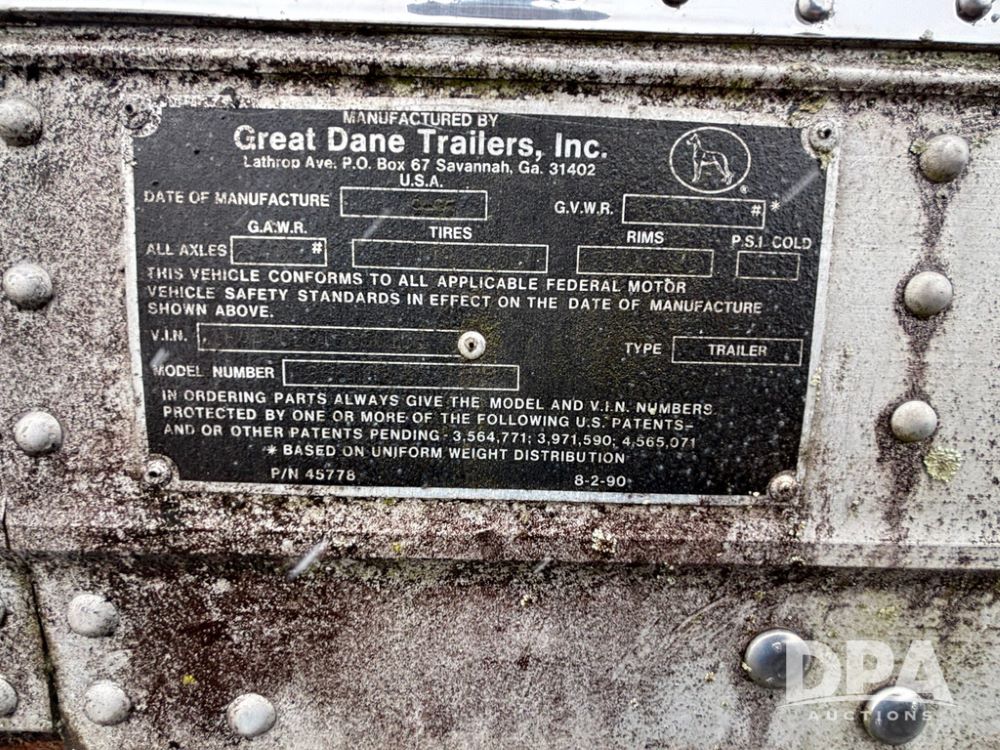 MANUFACTURED BY
Great Dane Trailers, Inc.
Lathrop Ave. P.O. Box 67 Savannah, Ga. 31402
U.S.A.
DATE OF MANUFACTURE G.V.W.R. # *
G.A.W.R. TIRES RIMS P.S.I. COLD
ALL AXLES #
THIS VEHICLE CONFORMS TO ALL APPLICABLE FEDERAL MOTOR
VEHICLE SAFETY STANDARDS IN EFFECT ON THE DATE OF MANUFACTURE
SHOWN ABOVE.
V.I.N. TYPE TRAILER
MODEL NUMBER
IN ORDERING PARTS ALWAYS GIVE THE MODEL AND V.I.N. NUMBERS.
PROTECTED BY ONE OR MORE OF THE FOLLOWING U.S. PATENTS-
AND OR OTHER PATENTS PENDING - 3,564,771; 3,971,590; 4,565,071
* BASED ON UNIFORM WEIGHT DISTRIBUTION
P/N 45778 8-2-90
DPA
AUCTIONS